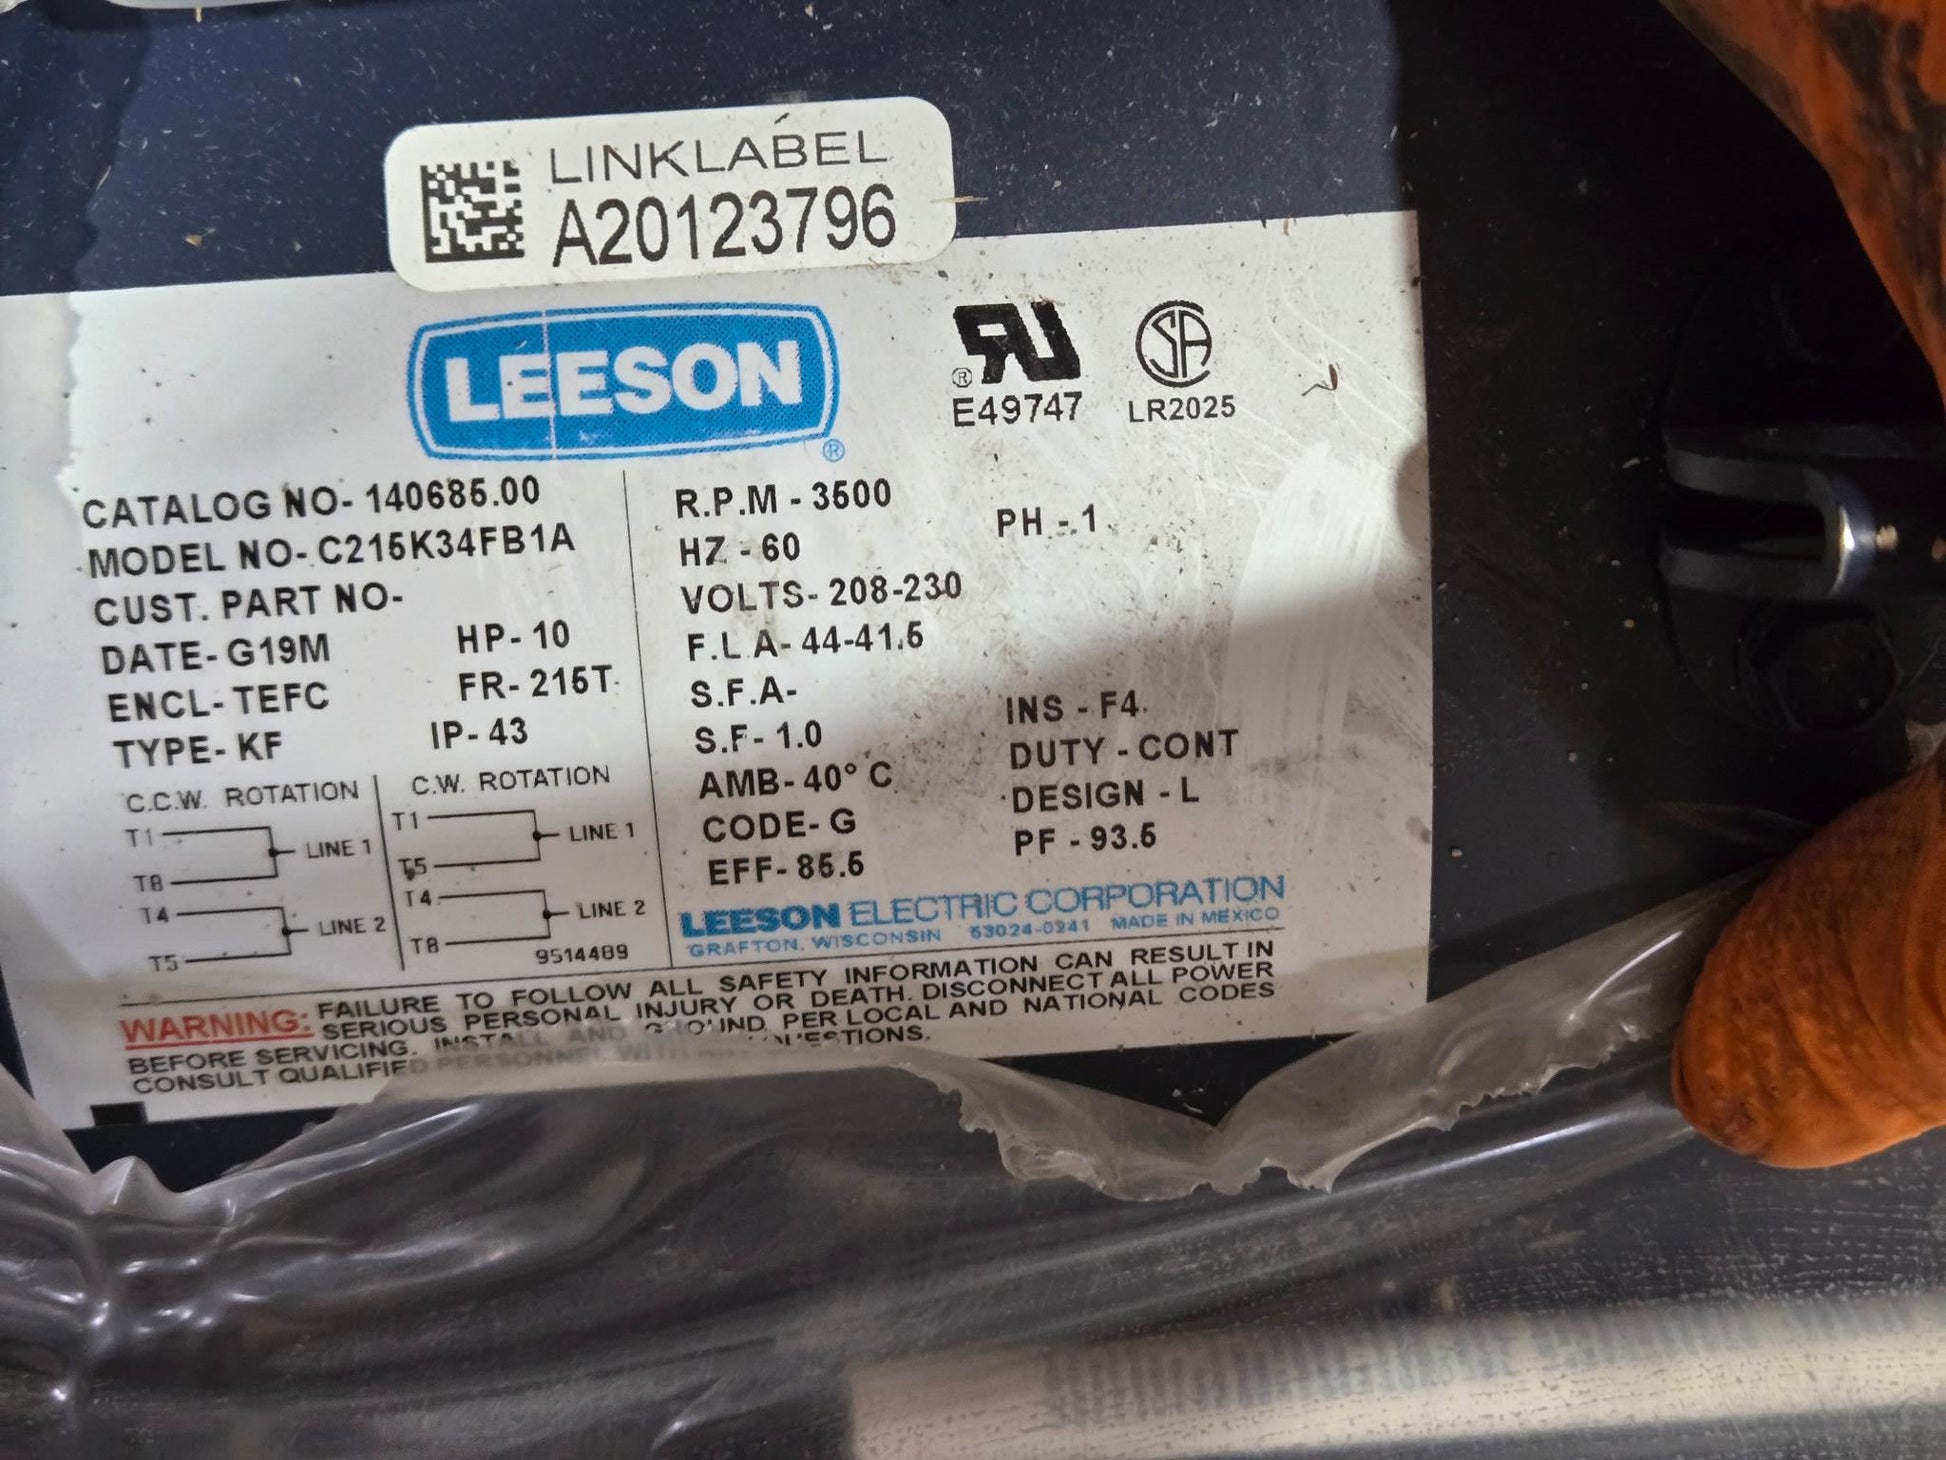 LINKLABEL
A20123796
LEESON
®
® E49747
LR2025
CATALOG NO- 140685.00
MODEL NO- C215K34FB1A
CUST. PART NO-
DATE- G19M HP- 10
ENCL- TEFC FR- 215T
TYPE- KF IP- 43
C.C.W. ROTATION
T1
T8
LINE 1
T4
T5
LINE 2
C.W. ROTATION
T1
T5
LINE 1
T4
T8
LINE 2
9514489
R.P.M - 3500
HZ - 60 PH - 1
VOLTS- 208-230
F.L.A- 44-41.5
S.F.A-
S.F- 1.0 INS - F4
AMB- 40° C DUTY - CONT
CODE- G DESIGN - L
EFF- 85.5 PF - 93.5
LEESON ELECTRIC CORPORATION
GRAFTON, WISCONSIN 53024-0241 MADE IN MEXICO
WARNING: FAILURE TO FOLLOW ALL SAFETY INFORMATION CAN RESULT IN
SERIOUS PERSONAL INJURY OR DEATH. DISCONNECT ALL POWER
BEFORE SERVICING. INSTALL AND GROUND PER LOCAL AND NATIONAL CODES
CONSULT QUALIFIED PERSONNEL WITH QUESTIONS.